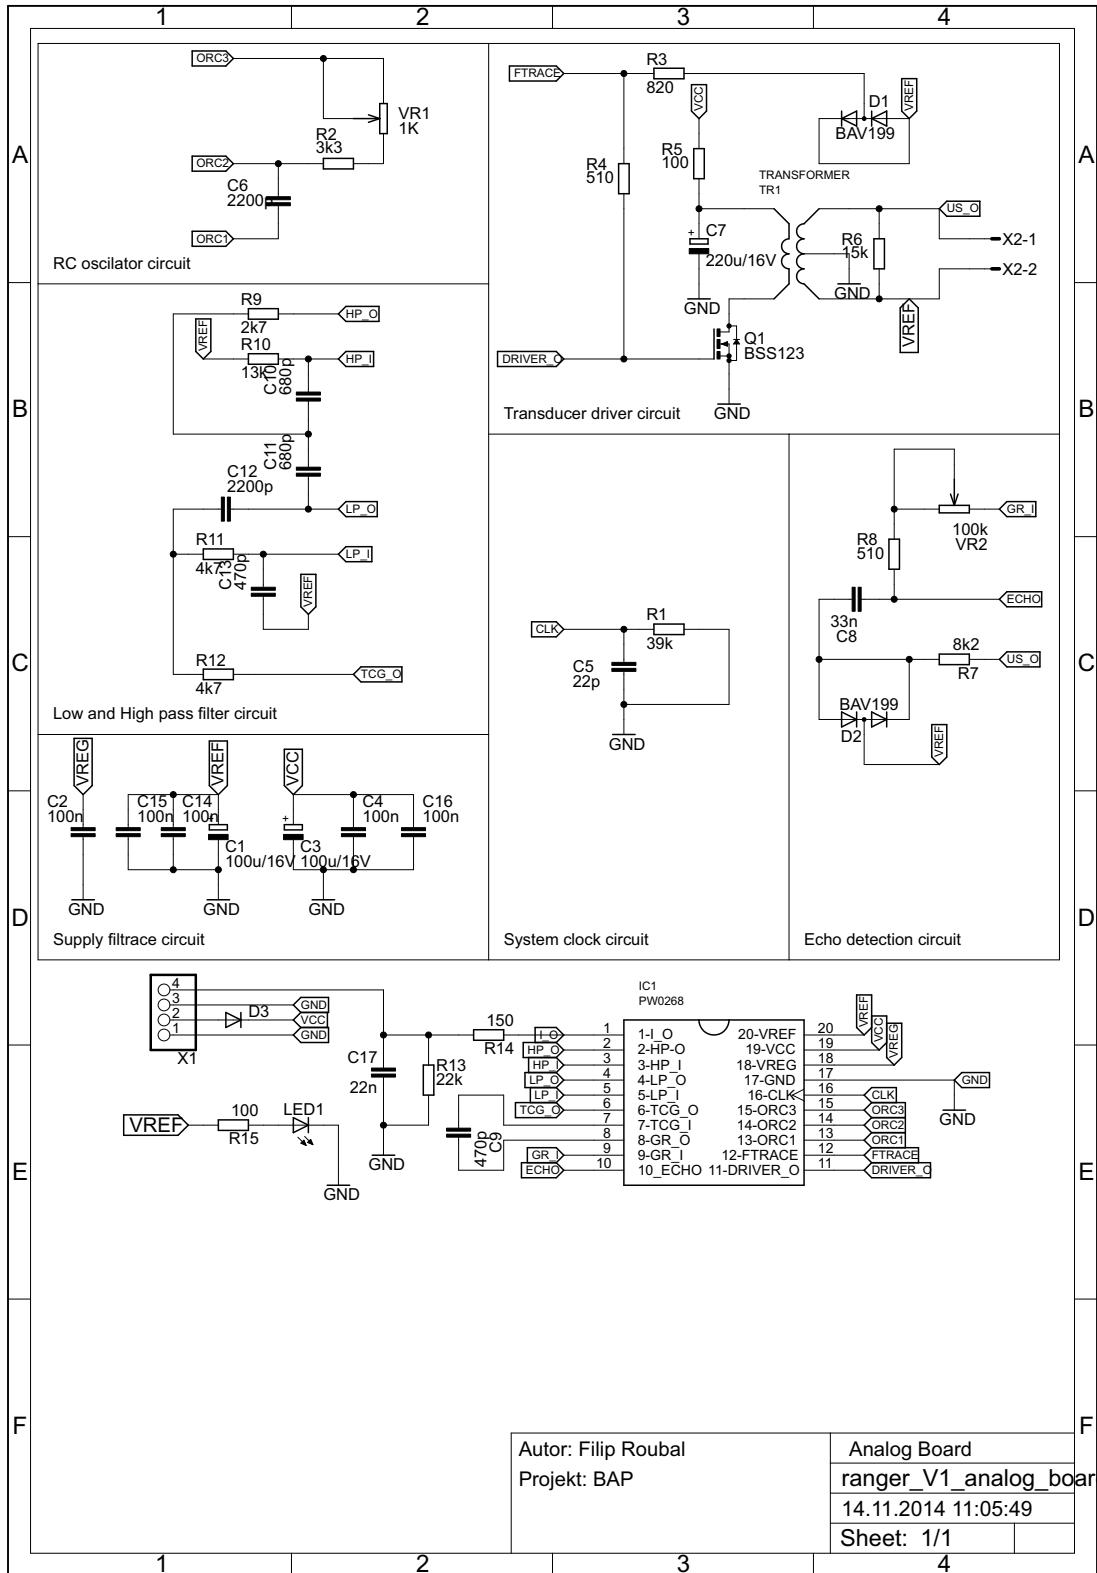 1 2 3 4
A
B
C
D
E
F
A
B
C
D
E
F
ORC3
VR1
1K
R2
3k3
ORC2
C6
2200p
ORC1
RC oscilator circuit
FTRACE
R3
820
VCC
D1
BAV199
VREF
R4
510
R5
100
TRANSFORMER
TR1
C7
+
220u/16V
GND
GND
R6
15k
US_O
X2-1
X2-2
VREF
Q1
BSS123
DRIVER_O
GND
Transducer driver circuit
R9
2k7
HP_O
VREF
R10
13k
HP_I
C10
680p
C11
680p
C12
2200p
LP_O
R11
4k7
LP_I
C13
470p
VREF
R12
4k7
TCG_O
Low and High pass filter circuit
CLK
R1
39k
C5
22p
GND
System clock circuit
GR_I
100k
VR2
R8
510
33n
C8
ECHO
8k2
R7
US_O
BAV199
D2
VREF
Echo detection circuit
VREG
VREF
VCC
C2
100n
C15
100n
C14
100n
+
C1
100u/16V
+
C3
100u/16V
C4
100n
C16
100n
GND
GND
GND
Supply filtrace circuit
4
3
2
1
X1
D3
GND
VCC
GND
C17
22n
R13
22k
150
R14
GND
VREF
100
R15
LED1
GND
470p
C9
IC1
PW0268
I_O 1 1-I_O
HP_O 2 2-HP-O
HP_I 3 3-HP_I
LP_O 4 4-LP_O
LP_I 5 5-LP_I
TCG_O 6 6-TCG_O
7 7-TCG_I
8 8-GR_O
GR_I 9 9-GR_I
ECHO 10 10_ECHO
20-VREF 20 VREF
19-VCC 19 VCC
18-VREG 18 VREG
17-GND 17 GND
16-CLK 16 CLK
15-ORC3 15 ORC3
14-ORC2 14 ORC2
13-ORC1 13 ORC1
12-FTRACE 12 FTRACE
11-DRIVER_O 11 DRIVER_O
GND
Autor: Filip Roubal
Projekt: BAP
Analog Board
ranger_V1_analog_boar
14.11.2014 11:05:49
Sheet: 1/1
1 2 3 4